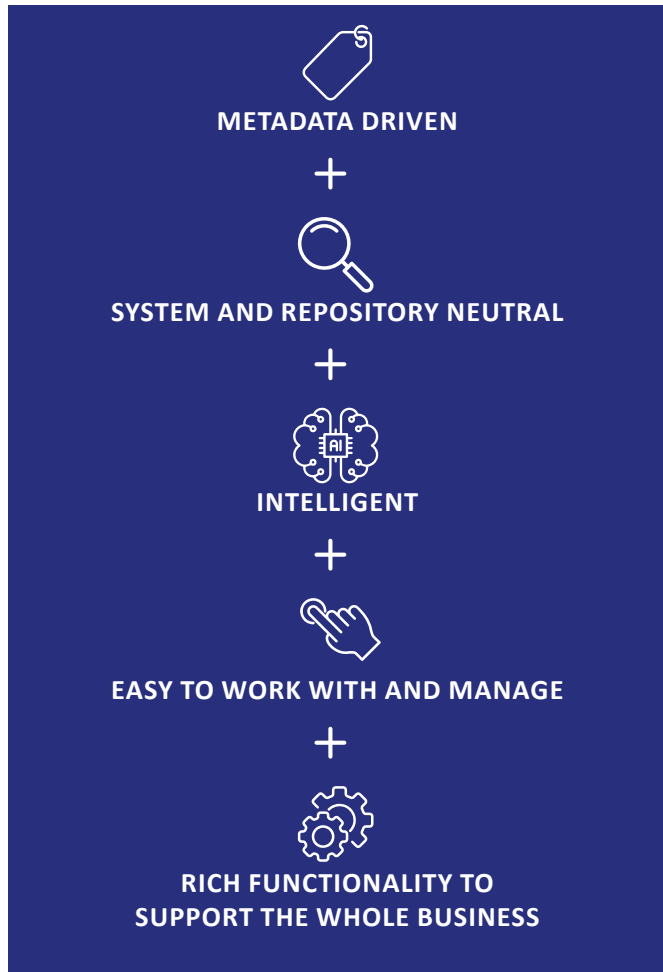 METADATA DRIVEN
+
SYSTEM AND REPOSITORY NEUTRAL
+
AI
INTELLIGENT
+
EASY TO WORK WITH AND MANAGE
+
RICH FUNCTIONALITY TO
SUPPORT THE WHOLE BUSINESS